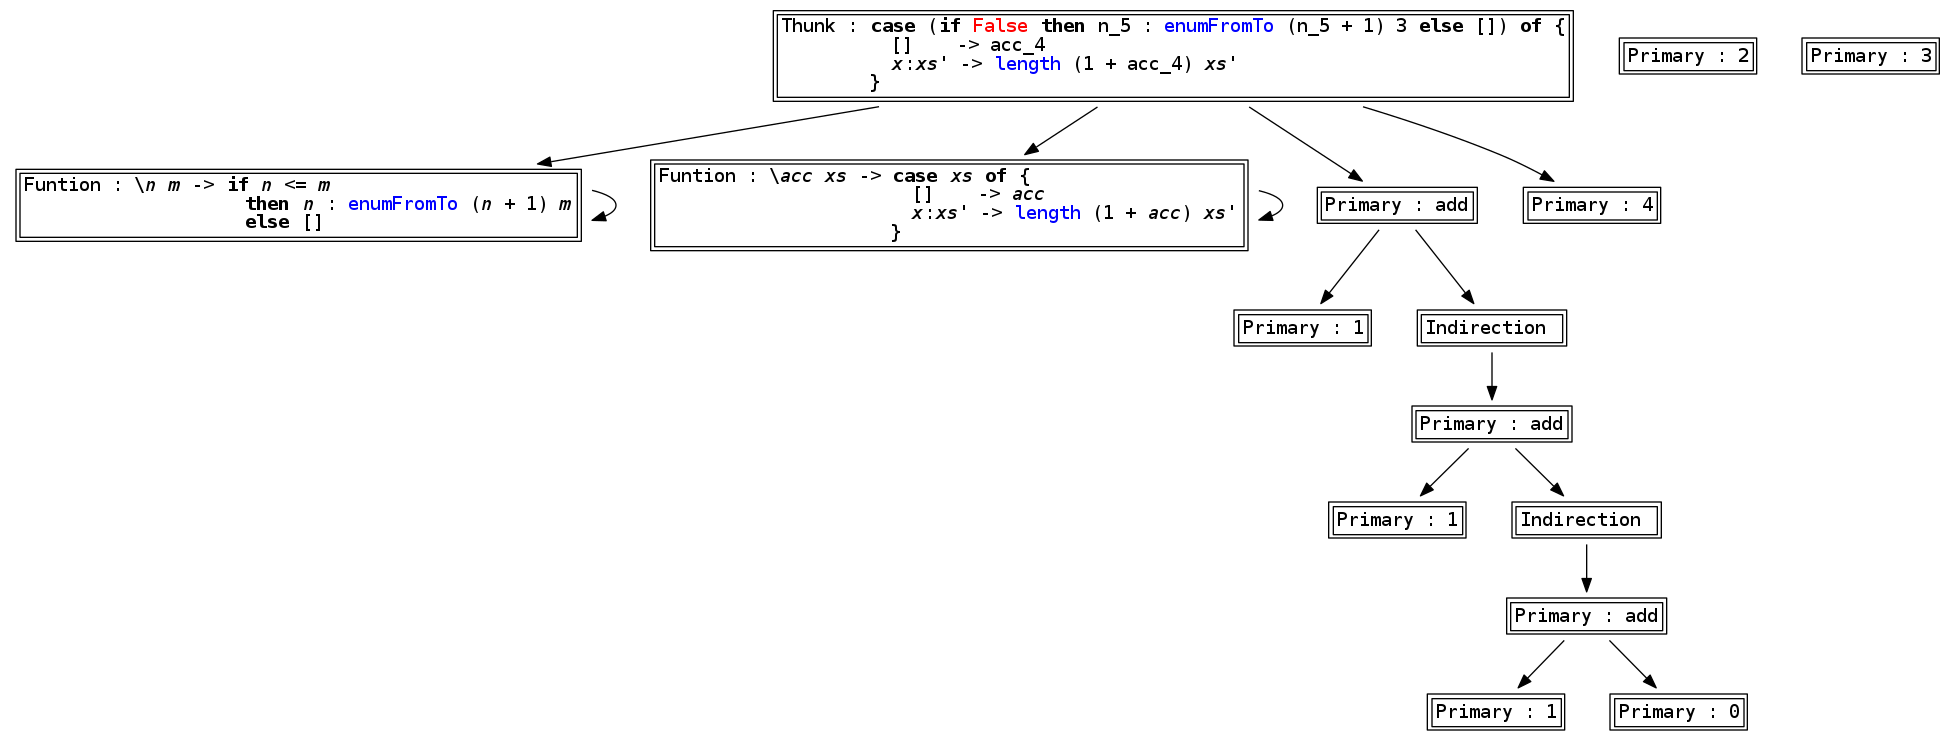 Thunk : case (if False then n_5 : enumFromTo (n_5 + 1) 3 else []) of {
[] -> acc_4
x:xs' -> length (1 + acc_4) xs'
}
Primary : 2
Primary : 3
Funtion : \n m -> if n <= m
then n : enumFromTo (n + 1) m
else []
Funtion : \acc xs -> case xs of {
[] -> acc
x:xs' -> length (1 + acc) xs'
}
Primary : add
Primary : 4
Primary : 1
Indirection
Primary : add
Primary : 1
Indirection
Primary : add
Primary : 1
Primary : 0